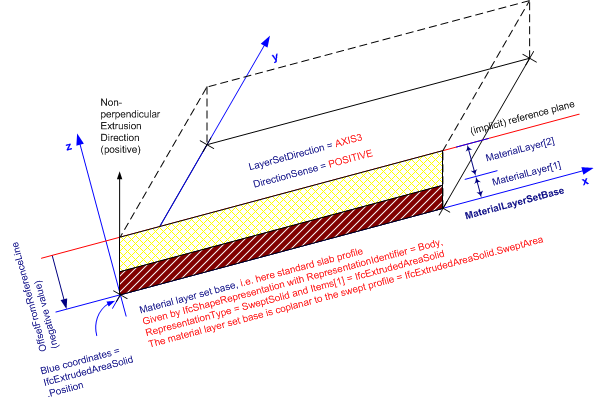 y
Non-
perpendicular
Extrusion
Direction
(positive)
z
(implicit) reference plane
LayerSetDirection = AXIS3
DirectionSense = POSITIVE
MaterialLayer[2]
MaterialLayer[1]
x
MaterialLayerSetBase
OffsetFromReferenceLine
(negative value)
Material layer set base, i.e. here standard slab profile
Given by IfcShapeRepresentation with RepresentationIdentifier = Body,
RepresentationType = SweptSolid and Items[1] = IfcExtrudedAreaSolid
The material layer set base is coplanar to the swept profile = IfcExtrudedAreaSolid.SweptArea
Blue coordinates =
IfcExtrudedAreaSolid
.Position